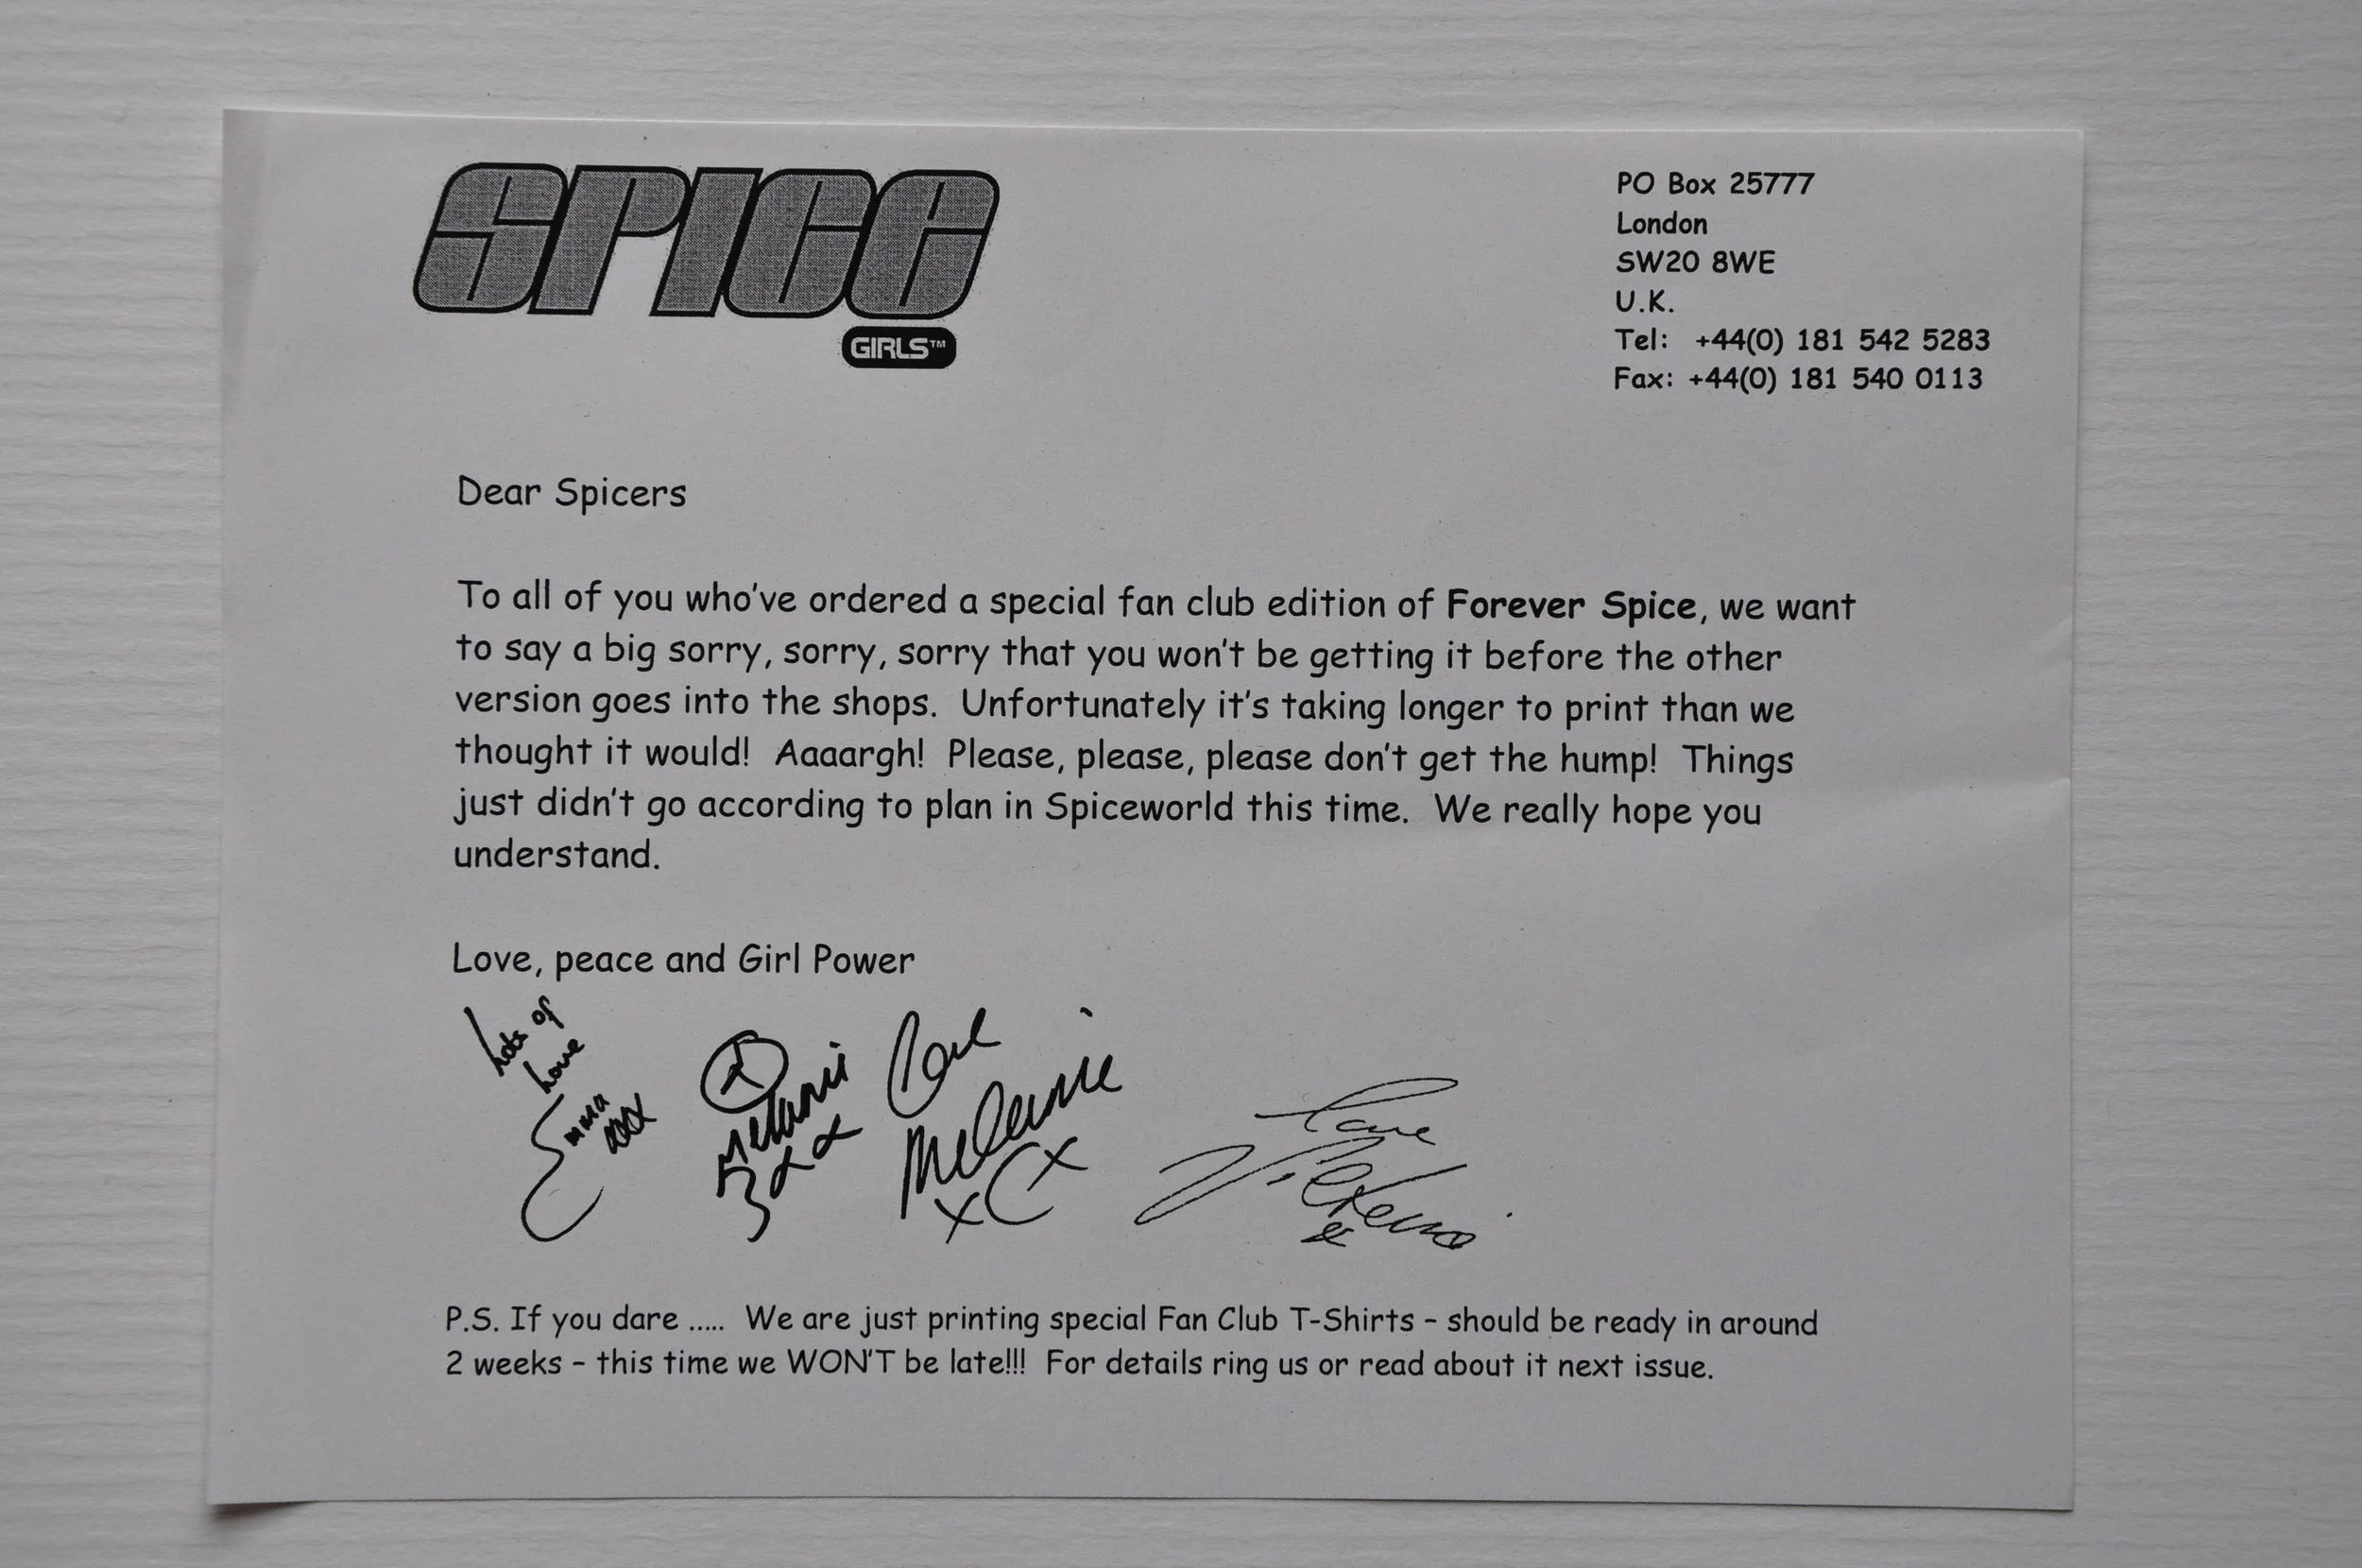 SPICE
GIRLS™
PO Box 25777
London
SW20 8WE
U.K.
Tel: +44(0) 181 542 5283
Fax: +44(0) 181 540 0113
Dear Spicers
To all of you who've ordered a special fan club edition of Forever Spice, we want
to say a big sorry, sorry, sorry that you won't be getting it before the other
version goes into the shops. Unfortunately it's taking longer to print than we
thought it would! Aaaargh! Please, please, please don't get the hump! Things
just didn't go according to plan in Spiceworld this time. We really hope you
understand.
Love, peace and Girl Power
Lots of
Love
Emma
xxx
Melanie
B xxx
Love
Melanie
xCx
Love
Victoria
P.S. If you dare ..... We are just printing special Fan Club T-Shirts - should be ready in around
2 weeks - this time we WON'T be late!!! For details ring us or read about it next issue.